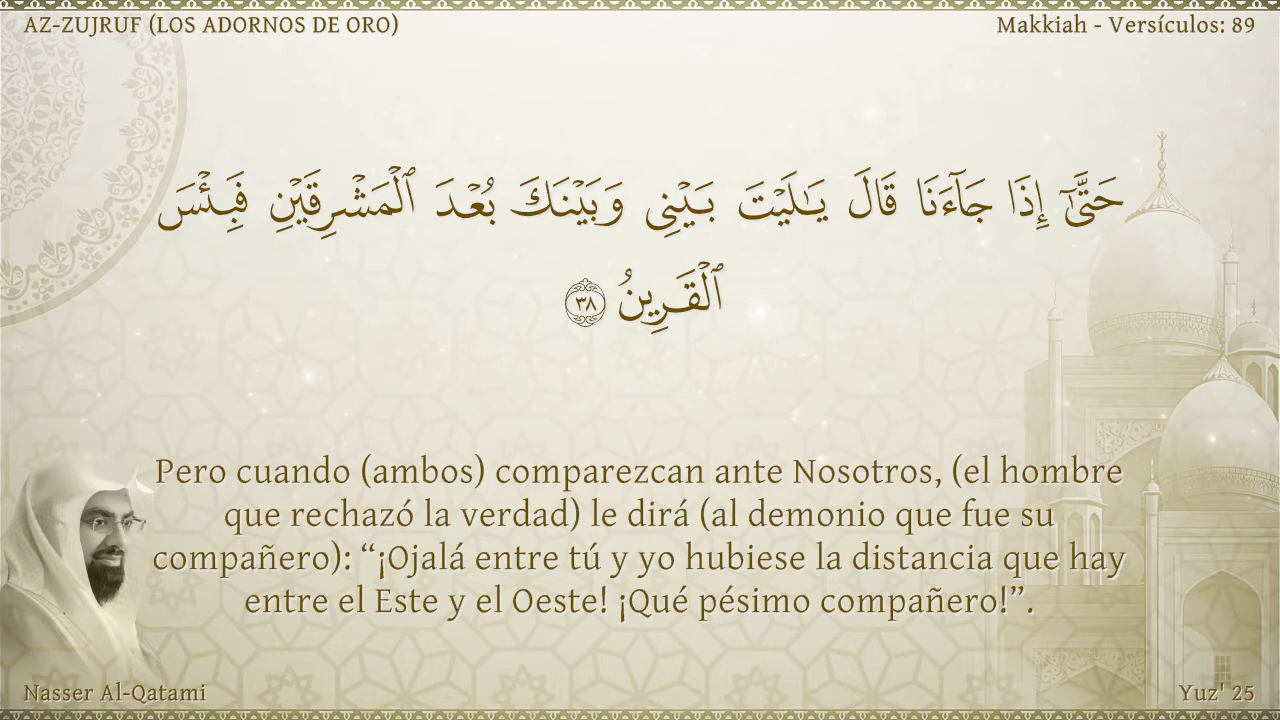 AZ-ZUJRUF (LOS ADORNOS DE ORO)
Makkiah - Versículos: 89
حَتَّىٰٓ إِذَا جَآءَنَا قَالَ يَـٰلَيْتَ بَيْنِى وَبَيْنَكَ بُعْدَ ٱلْمَشْرِقَيْنِ فَبِئْسَ
ٱلْقَرِينُ ٣٨
Pero cuando (ambos) comparezcan ante Nosotros, (el hombre
que rechazó la verdad) le dirá (al demonio que fue su
compañero): “¡Ojalá entre tú y yo hubiese la distancia que hay
entre el Este y el Oeste! ¡Qué pésimo compañero!”.
Nasser Al-Qatami
Yuz' 25